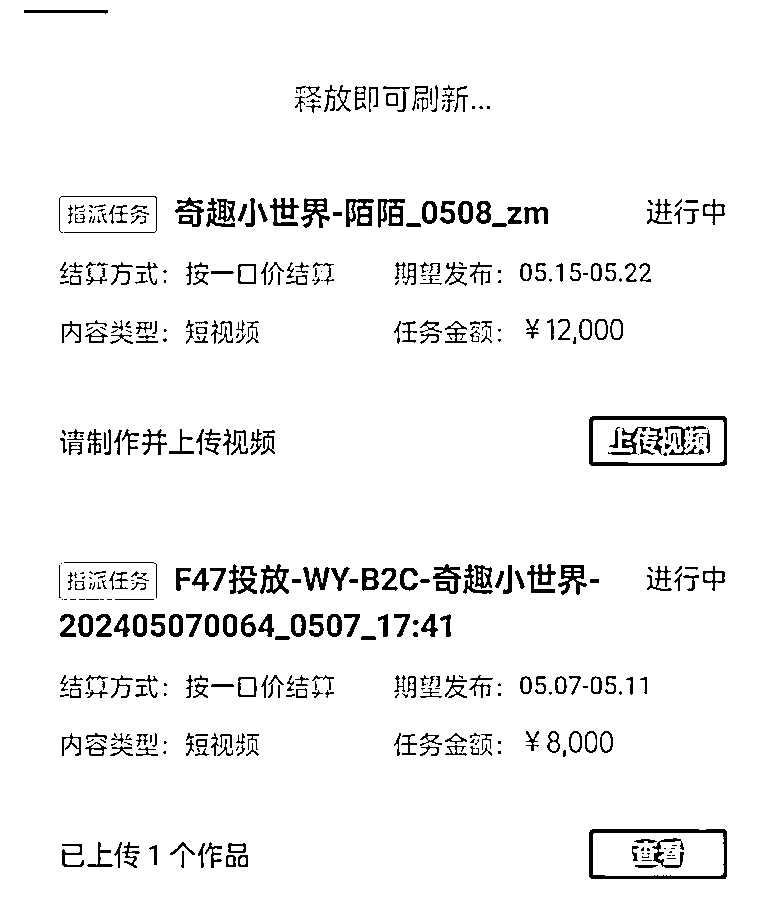 释放即可刷新...
指派任务 奇趣小世界-陌陌_0508_zm 进行中
结算方式：按一口价结算 期望发布：05.15-05.22
内容类型：短视频 任务金额：￥12,000
请制作并上传视频 上传视频
指派任务 F47投放-WY-B2C-奇趣小世界- 进行中
202405070064_0507_17:41
结算方式：按一口价结算 期望发布：05.07-05.11
内容类型：短视频 任务金额：￥8,000
已上传 1 个作品 查看